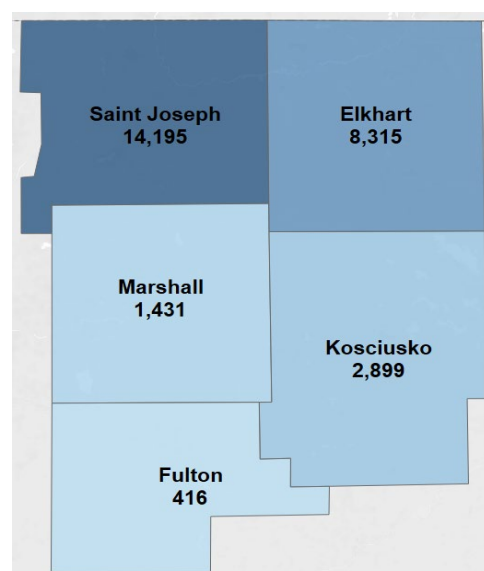 Saint Joseph
14,195
Elkhart
8,315
Marshall
1,431
Kosciusko
2,899
Fulton
416